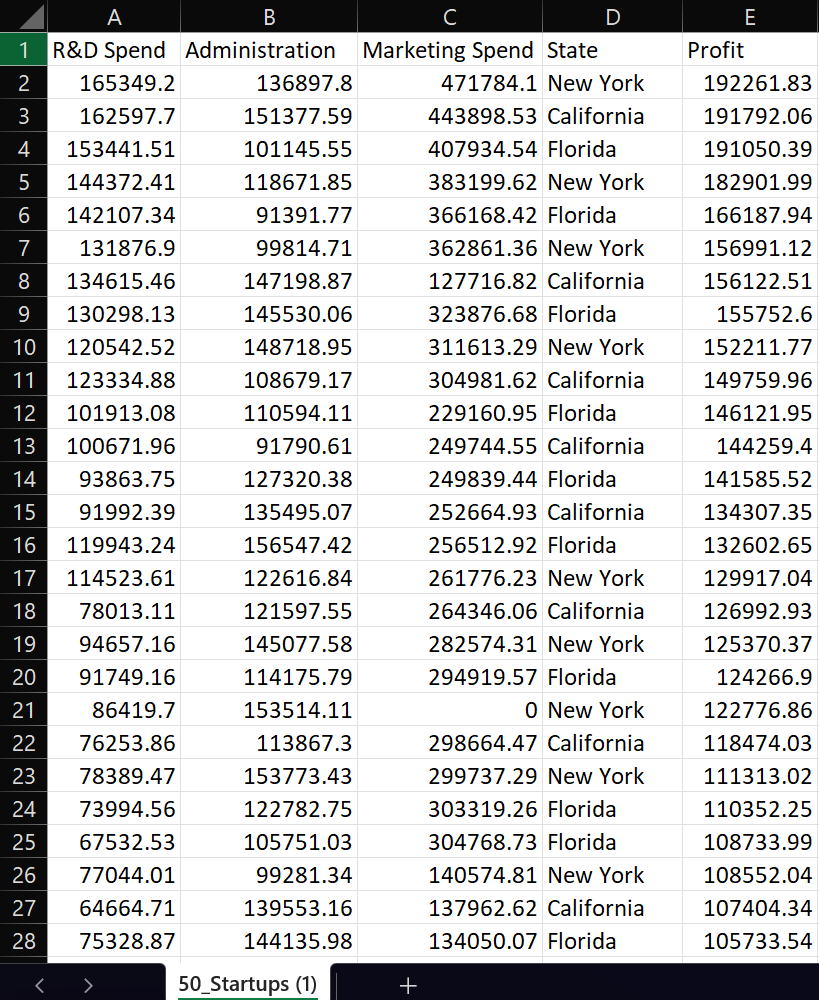 A B C D E
1 R&D Spend Administration Marketing Spend State Profit
2 165349.2 136897.8 471784.1 New York 192261.83
3 162597.7 151377.59 443898.53 California 191792.06
4 153441.51 101145.55 407934.54 Florida 191050.39
5 144372.41 118671.85 383199.62 New York 182901.99
6 142107.34 91391.77 366168.42 Florida 166187.94
7 131876.9 99814.71 362861.36 New York 156991.12
8 134615.46 147198.87 127716.82 California 156122.51
9 130298.13 145530.06 323876.68 Florida 155752.6
10 120542.52 148718.95 311613.29 New York 152211.77
11 123334.88 108679.17 304981.62 California 149759.96
12 101913.08 110594.11 229160.95 Florida 146121.95
13 100671.96 91790.61 249744.55 California 144259.4
14 93863.75 127320.38 249839.44 Florida 141585.52
15 91992.39 135495.07 252664.93 California 134307.35
16 119943.24 156547.42 256512.92 Florida 132602.65
17 114523.61 122616.84 261776.23 New York 129917.04
18 78013.11 121597.55 264346.06 California 126992.93
19 94657.16 145077.58 282574.31 New York 125370.37
20 91749.16 114175.79 294919.57 Florida 124266.9
21 86419.7 153514.11 0 New York 122776.86
22 76253.86 113867.3 298664.47 California 118474.03
23 78389.47 153773.43 299737.29 New York 111313.02
24 73994.56 122782.75 303319.26 Florida 110352.25
25 67532.53 105751.03 304768.73 Florida 108733.99
26 77044.01 99281.34 140574.81 New York 108552.04
27 64664.71 139553.16 137962.62 California 107404.34
28 75328.87 144135.98 134050.07 Florida 105733.54
50_Startups (1)